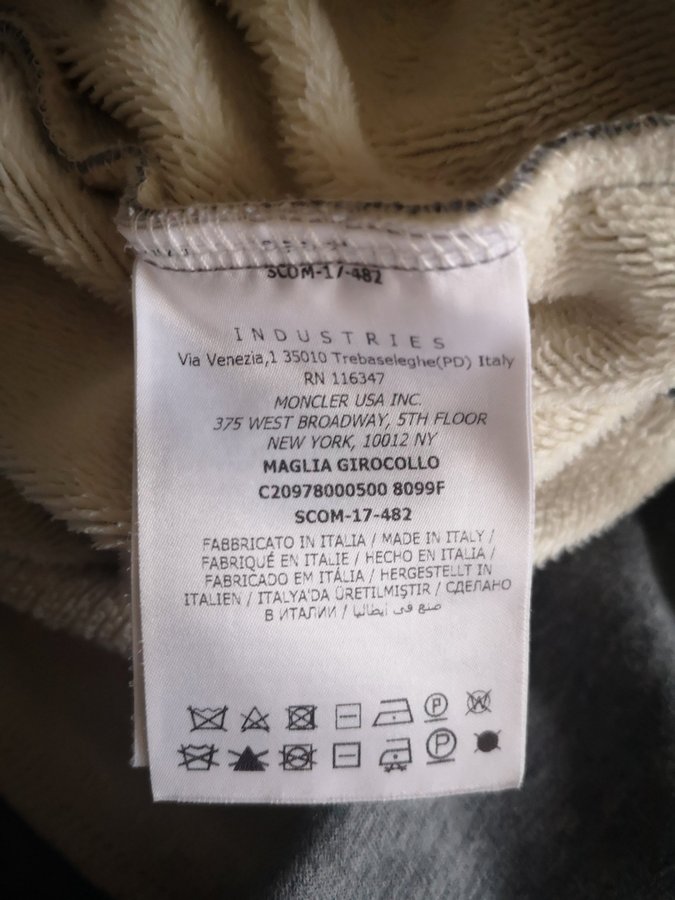 SCOM-17-482
INDUSTRIES
Via Venezia,1 35010 Trebaseleghe(PD) Italy
RN 116347
MONCLER USA INC.
375 WEST BROADWAY, 5TH FLOOR
NEW YORK, 10012 NY
MAGLIA GIROCOLLO
C20978000500 8099F
SCOM-17-482
FABBRICATO IN ITALIA / MADE IN ITALY /
FABRIQUÉ EN ITALIE / HECHO EN ITALIA /
FABRICADO EM ITÁLIA / HERGESTELLT IN
ITALIEN / ITALYA'DA ÜRETILMIŞTIR / СДЕЛАНО
В ИТАЛИИ / صنع في أيطاليا
P W
P